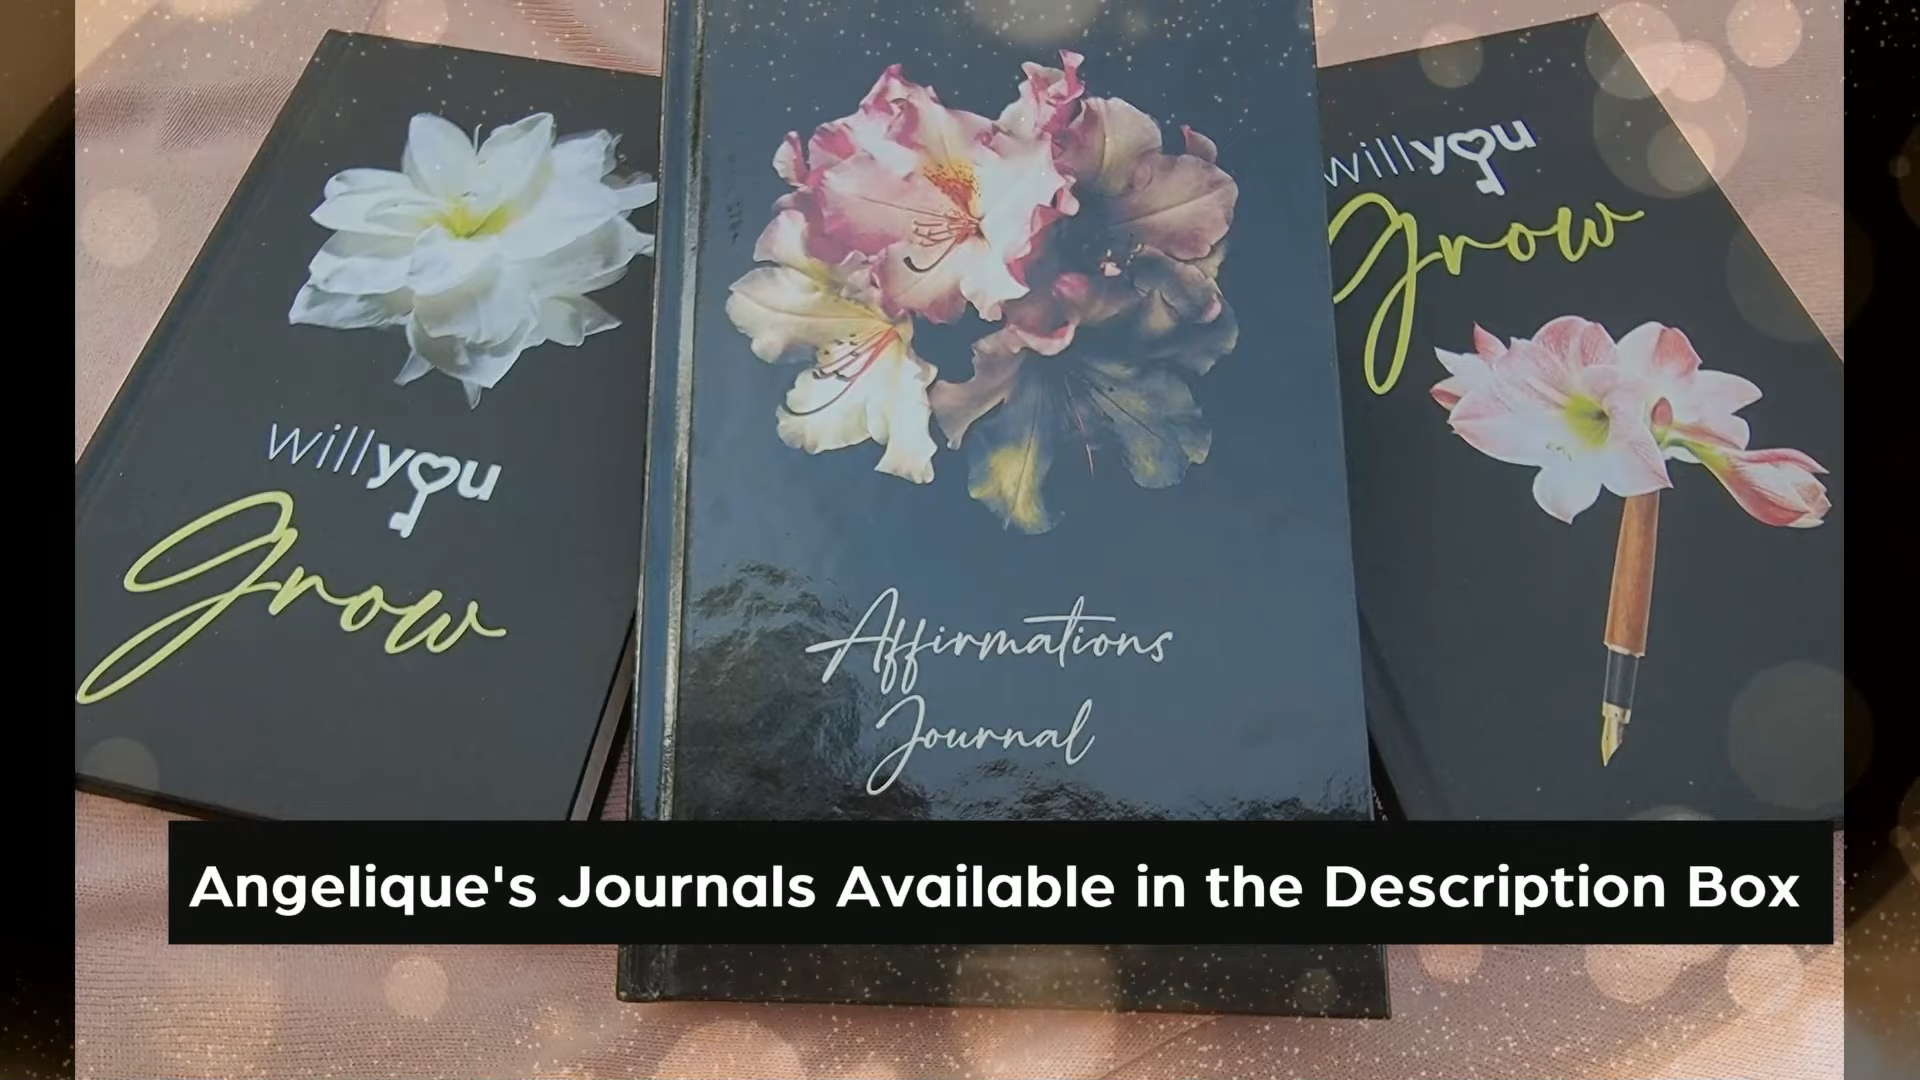 willyou
Grow
Affirmations
Journal
willyou
Grow
Angelique's Journals Available in the Description Box